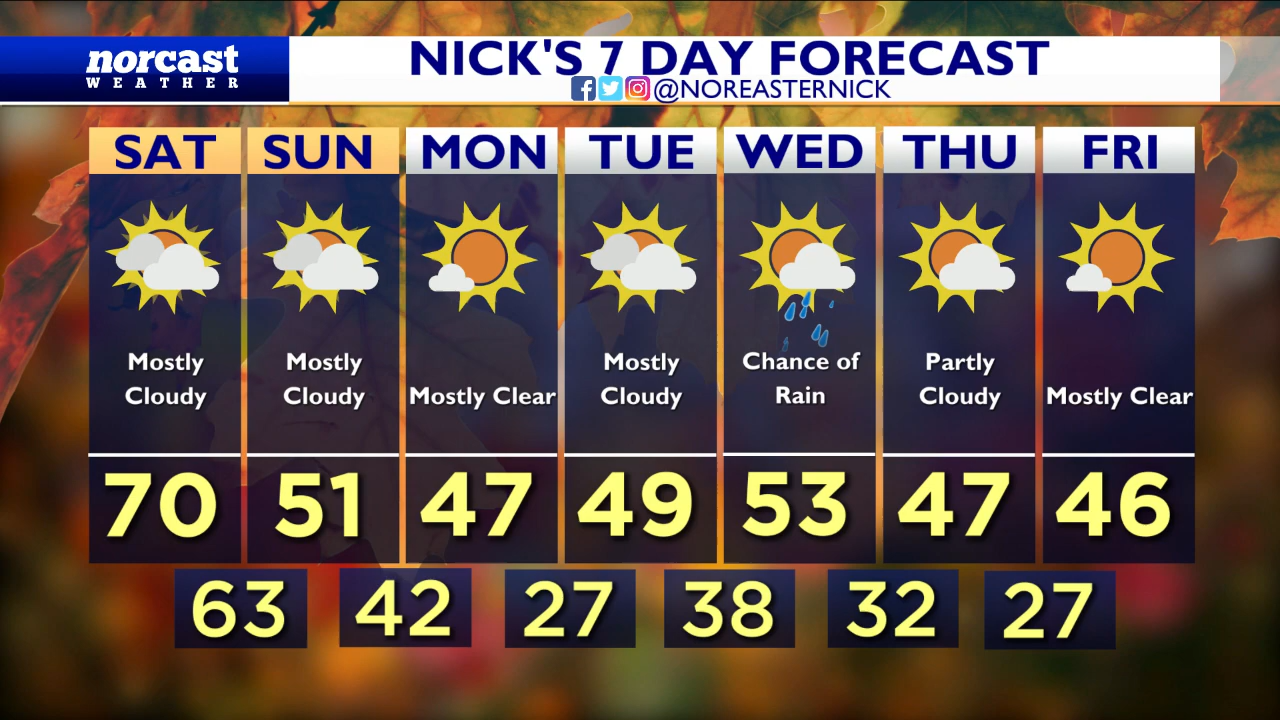 norcast
WEATHER
NICK'S 7 DAY FORECAST
@NOREASTERNICK
SAT SUN MON TUE WED THU FRI
Mostly Mostly Mostly Chance of Partly
Cloudy Cloudy Mostly Clear Cloudy Rain Cloudy Mostly Clear
70 51 47 49 53 47 46
63 42 27 38 32 27